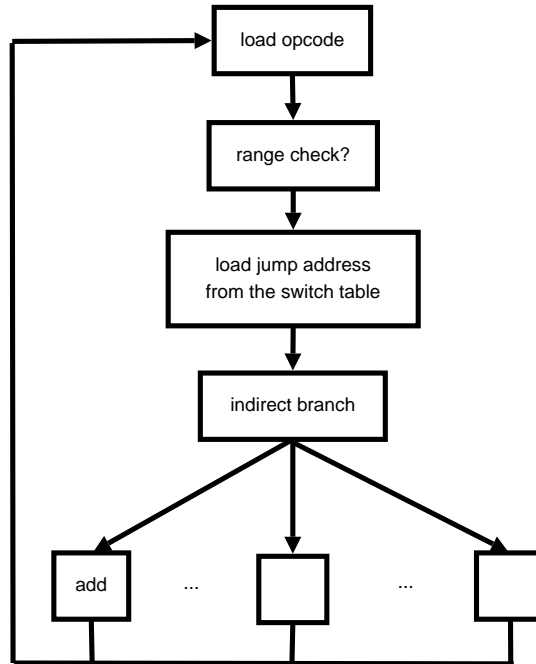 load opcode
range check?
load jump address
from the switch table
indirect branch
add
...
...